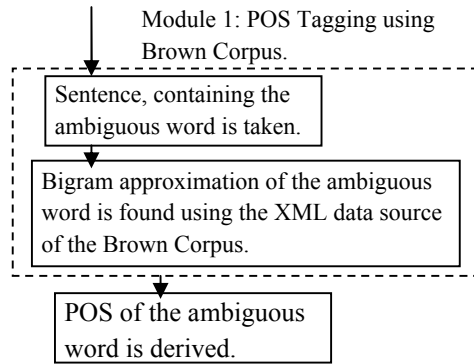 Module 1: POS Tagging using
Brown Corpus.
Sentence, containing the
ambiguous word is taken.
Bigram approximation of the ambiguous
word is found using the XML data source
of the Brown Corpus.
POS of the ambiguous
word is derived.